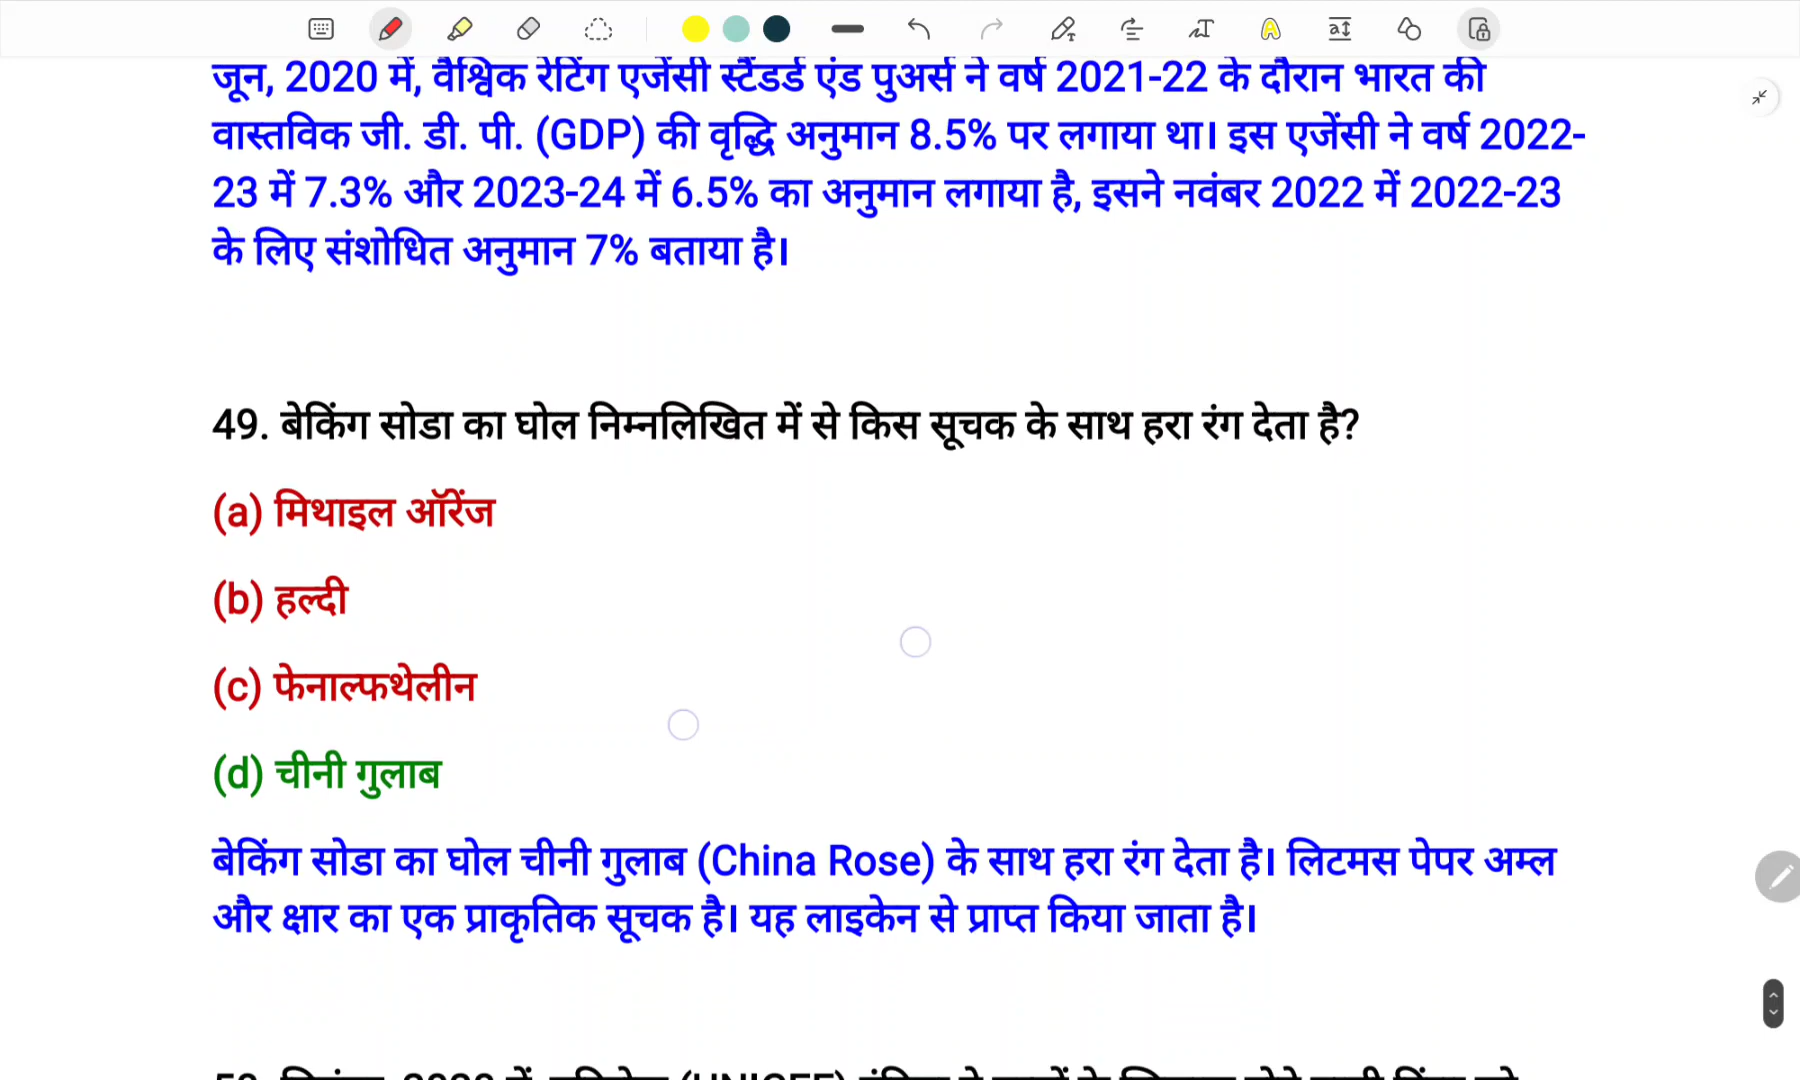 जून, 2020 में, वैश्विक रेटिंग एजेंसी स्टैंडर्ड एंड पुअर्स ने वर्ष 2021-22 के दौरान भारत की
वास्तविक जी. डी. पी. (GDP) की वृद्धि अनुमान 8.5% पर लगाया था। इस एजेंसी ने वर्ष 2022-
23 में 7.3% और 2023-24 में 6.5% का अनुमान लगाया है, इसने नवंबर 2022 में 2022-23
के लिए संशोधित अनुमान 7% बताया है।
49. बेकिंग सोडा का घोल निम्नलिखित में से किस सूचक के साथ हरा रंग देता है?
(a) मिथाइल ऑरेंज
(b) हल्दी
(c) फेनाल्फथेलीन
(d) चीनी गुलाब
बेकिंग सोडा का घोल चीनी गुलाब (China Rose) के साथ हरा रंग देता है। लिटमस पेपर अम्ल
और क्षार का एक प्राकृतिक सूचक है। यह लाइकेन से प्राप्त किया जाता है।